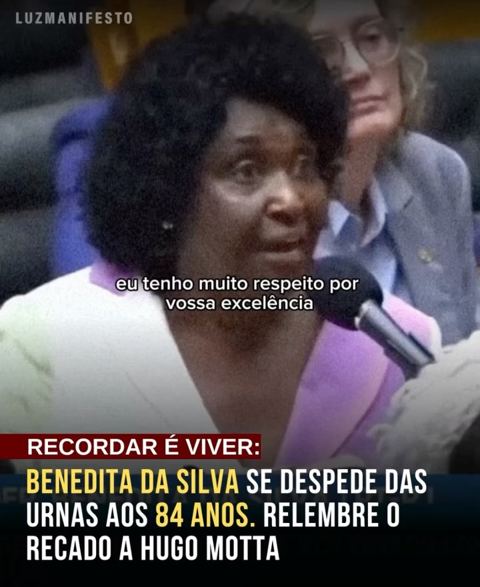 LUZMANIFESTO
eu tenho muito respeito por
vossa excelência
RECORDAR É VIVER:
BENEDITA DA SILVA SE DESPEDE DAS
URNAS AOS 84 ANOS. RELEMBRE O
RECADO A HUGO MOTTA